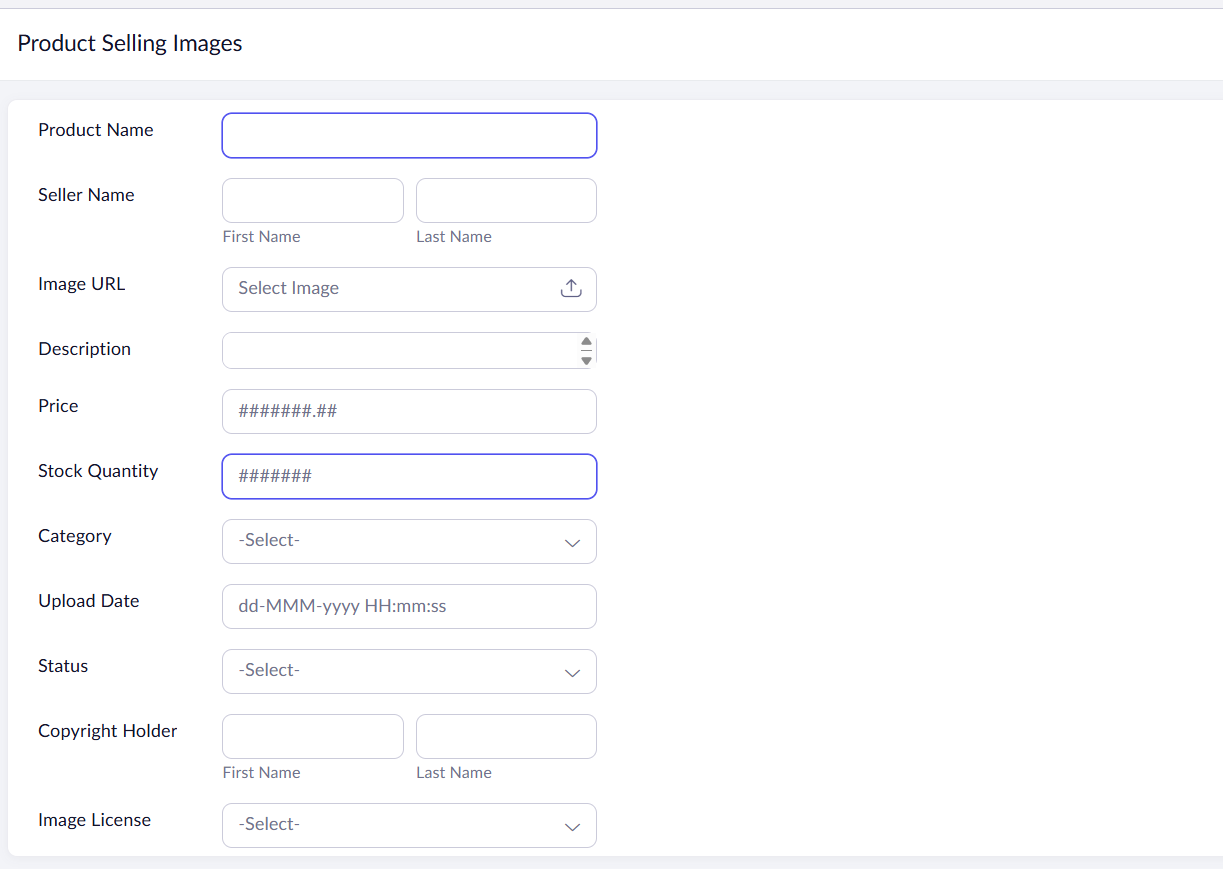 Product Selling Images
Product Name
Seller Name
First Name Last Name
Image URL Select Image
Description
Price #######.##
Stock Quantity #######
Category -Select-
Upload Date dd-MMM-yyyy HH:mm:ss
Status -Select-
Copyright Holder
First Name Last Name
Image License -Select-